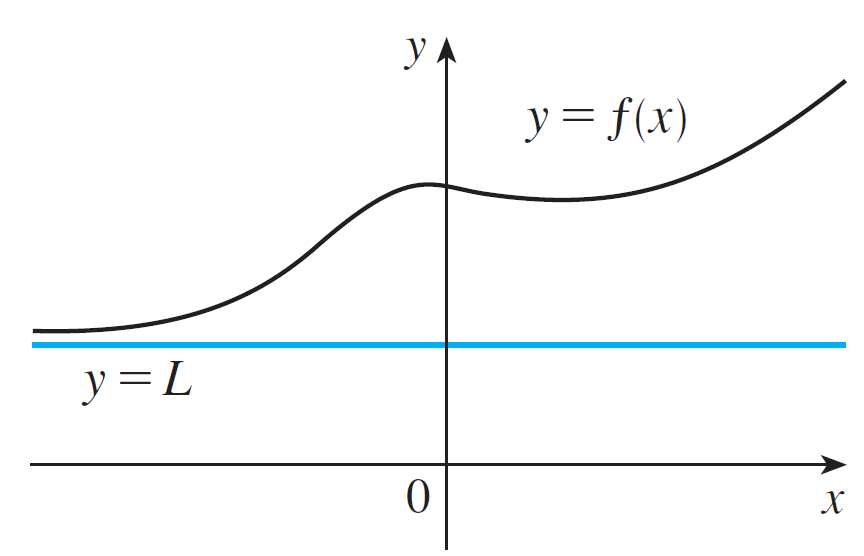 y
y = f(x)
y = L
0
x